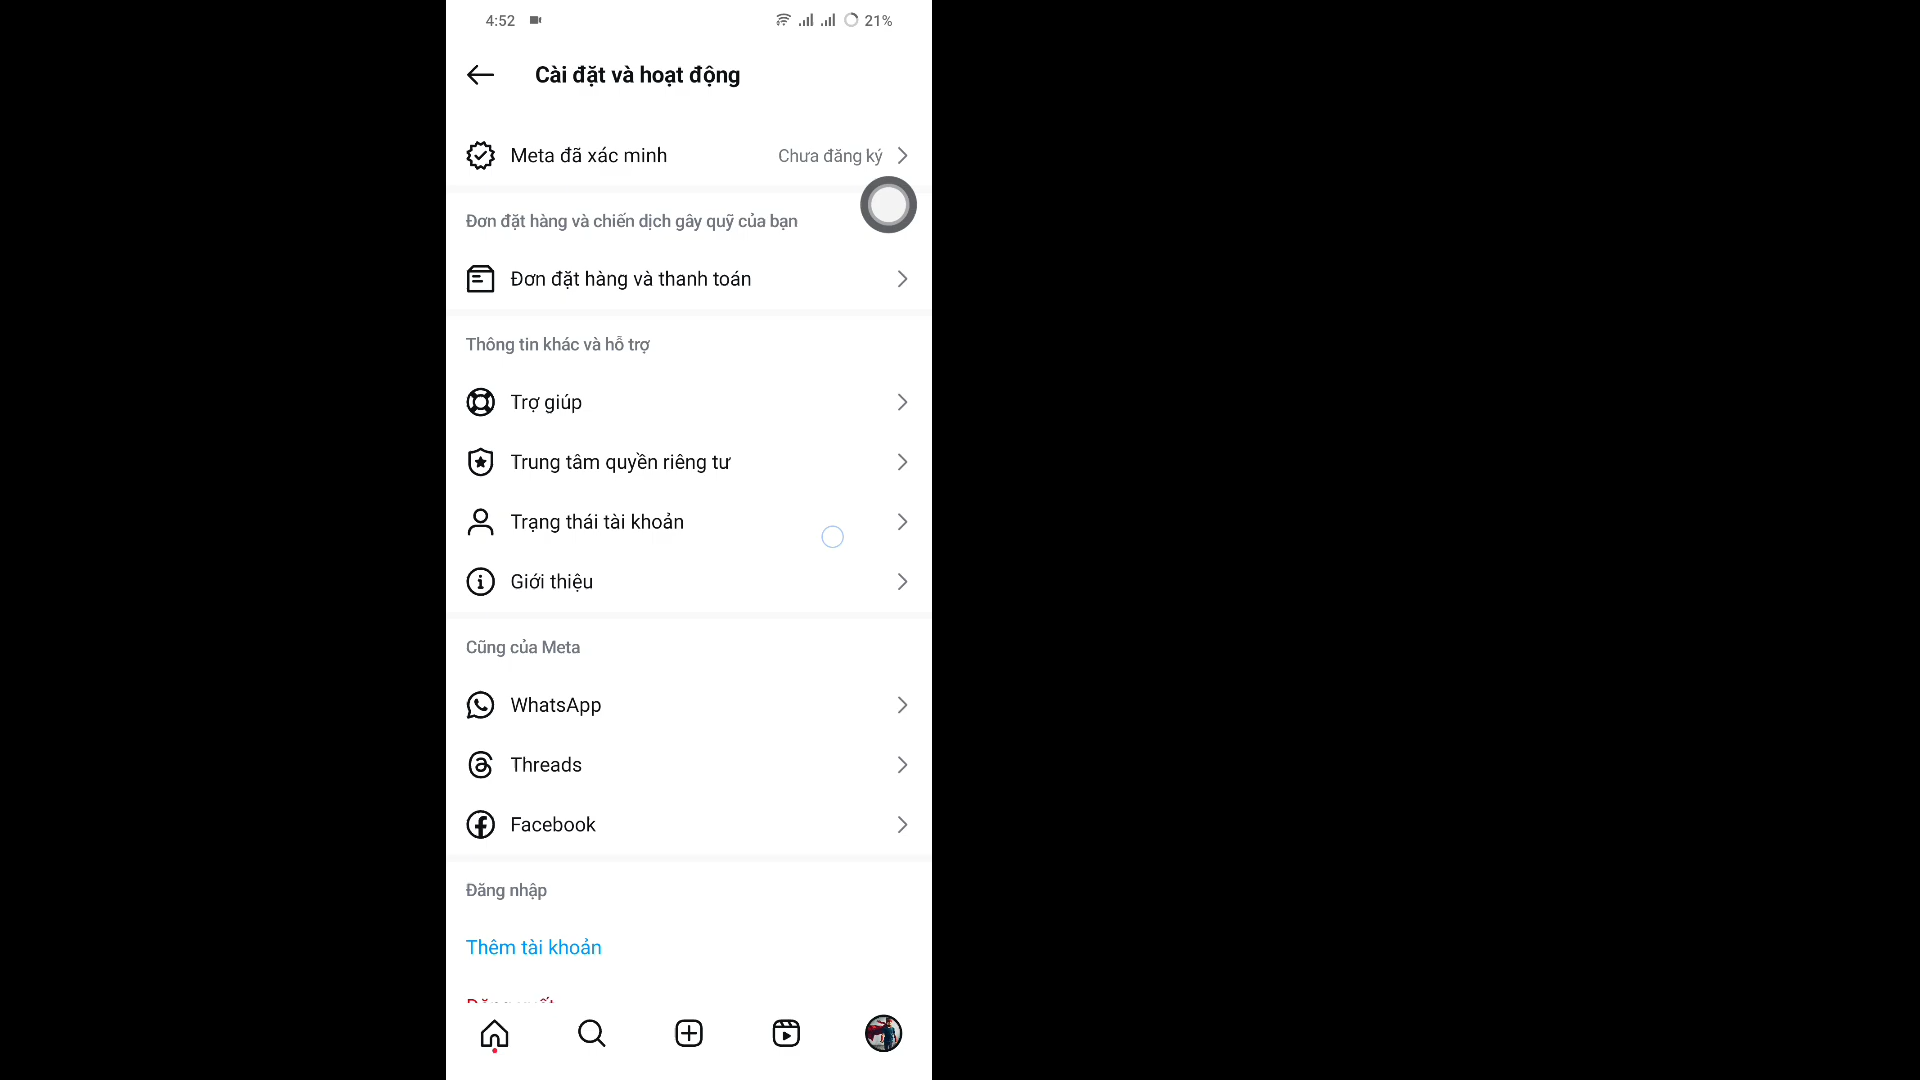 4:52
21%
Cài đặt và hoạt động
Meta đã xác minh
Chưa đăng ký
Đơn đặt hàng và chiến dịch gây quỹ của bạn
Đơn đặt hàng và thanh toán
Thông tin khác và hỗ trợ
Trợ giúp
Trung tâm quyền riêng tư
Trạng thái tài khoản
Giới thiệu
Cũng của Meta
WhatsApp
Threads
Facebook
Đăng nhập
Thêm tài khoản